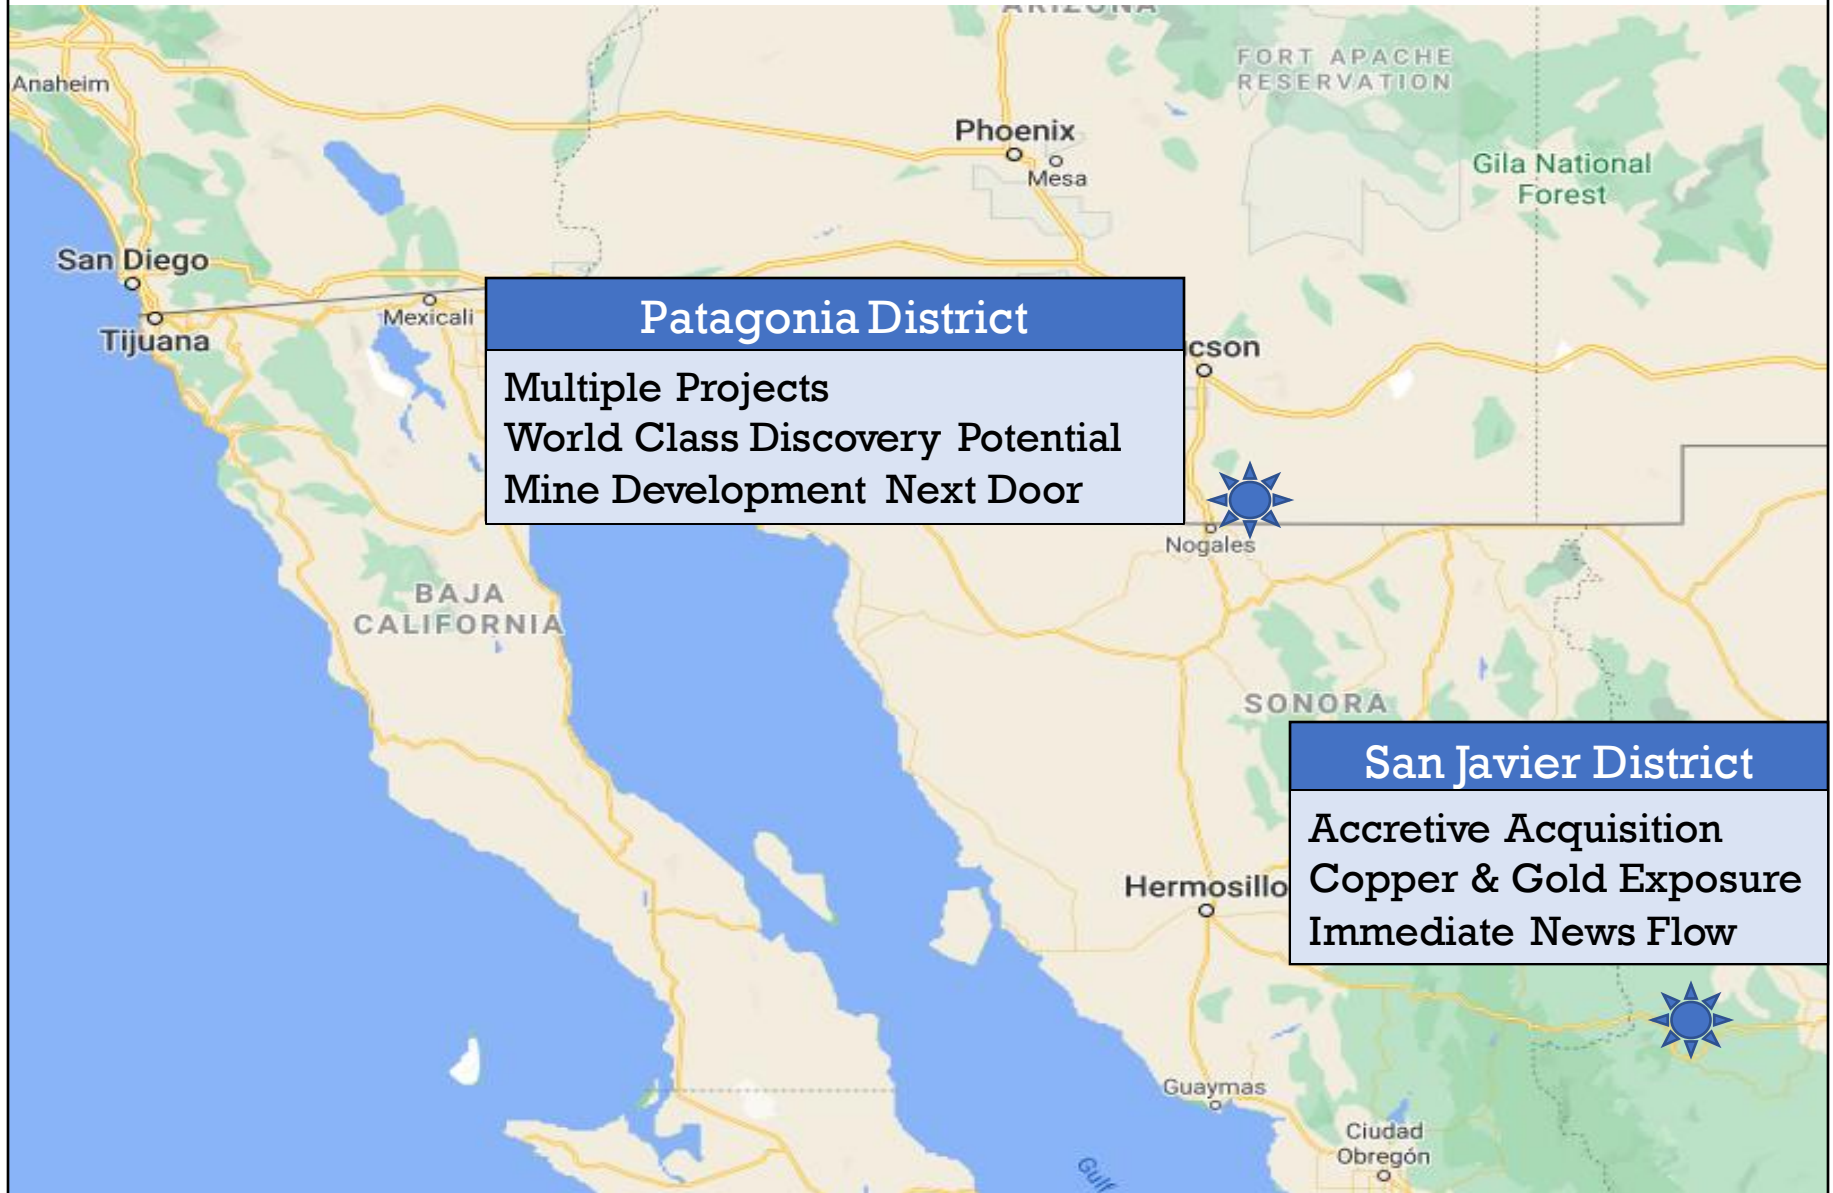 ARIZONA
FORT APACHE
RESERVATION
Anaheim
Phoenix
Mesa
Gila National
Forest
San Diego
Tijuana
Mexicali
Patagonia District
Multiple Projects
World Class Discovery Potential
Mine Development Next Door
cson
Nogales
BAJA
CALIFORNIA
SONORA
San Javier District
Accretive Acquisition
Copper & Gold Exposure
Immediate News Flow
Hermosillo
Guaymas
Ciudad
Obregón
Gulf